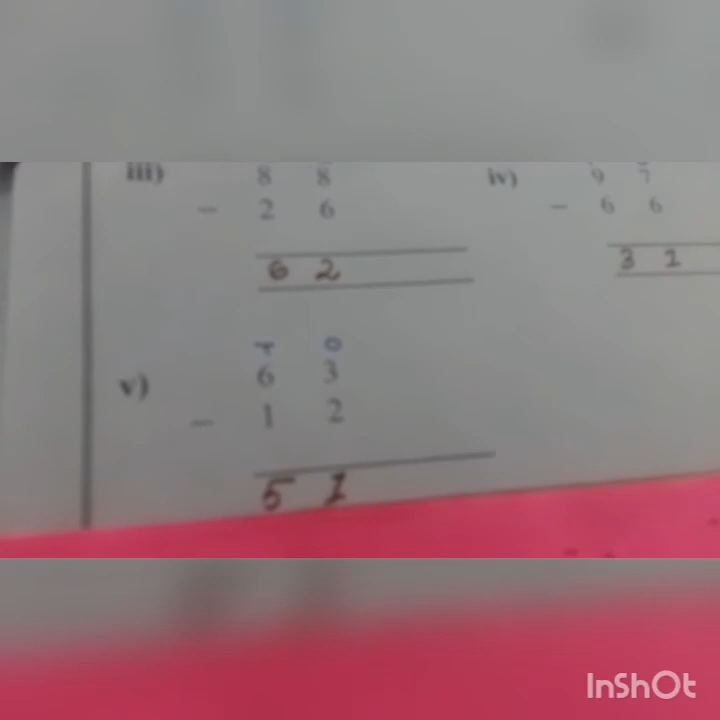 iii) 8 8
- 2 6
6 2
iv) 9 7
- 6 6
3 1
T O
v) 6 3
- 1 2
5 1
InShOt